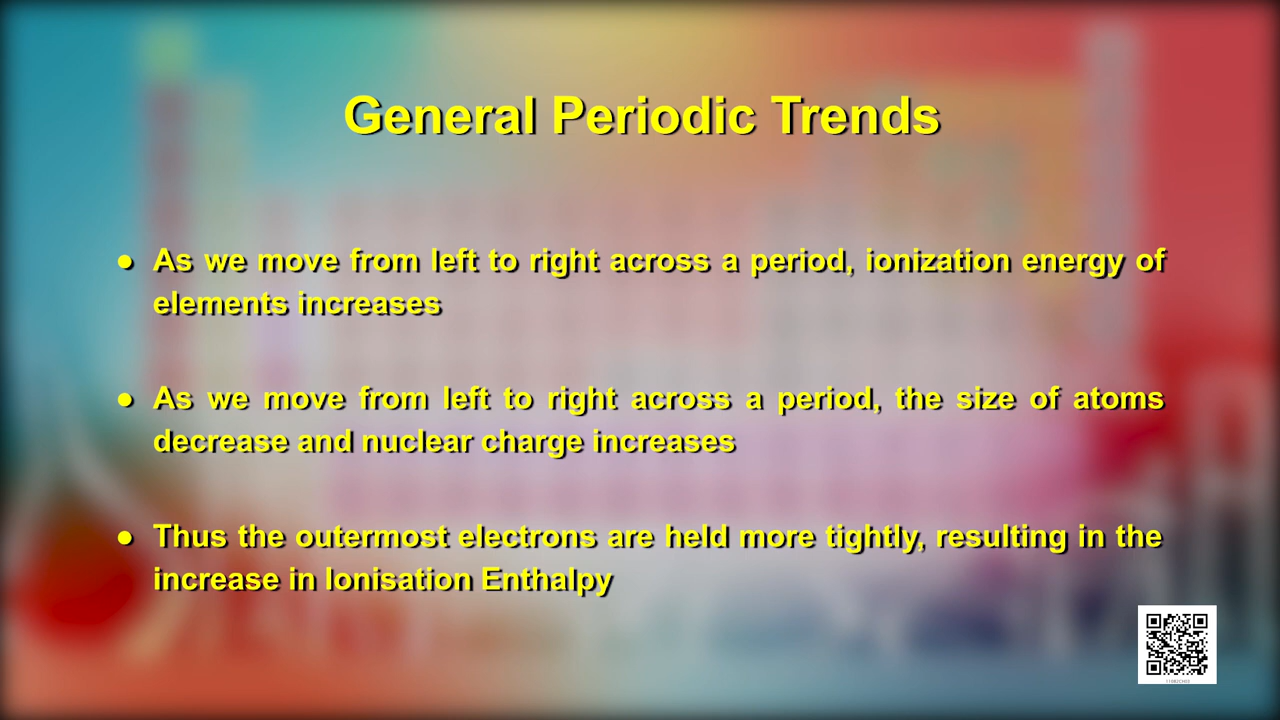 General Periodic Trends
● As we move from left to right across a period, ionization energy of
elements increases
● As we move from left to right across a period, the size of atoms
decrease and nuclear charge increases
● Thus the outermost electrons are held more tightly, resulting in the
increase in Ionisation Enthalpy